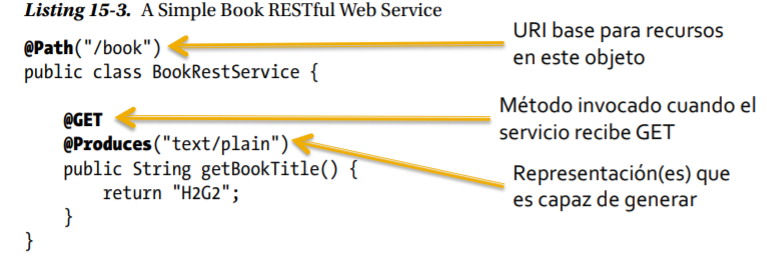 Listing 15-3. A Simple Book RESTful Web Service
@Path("/book")
public class BookRestService {
@GET
@Produces("text/plain")
public String getBookTitle() {
return "H2G2";
}
}
URI base para recursos
en este objeto
Método invocado cuando el
servicio recibe GET
Representación(es) que
es capaz de generar